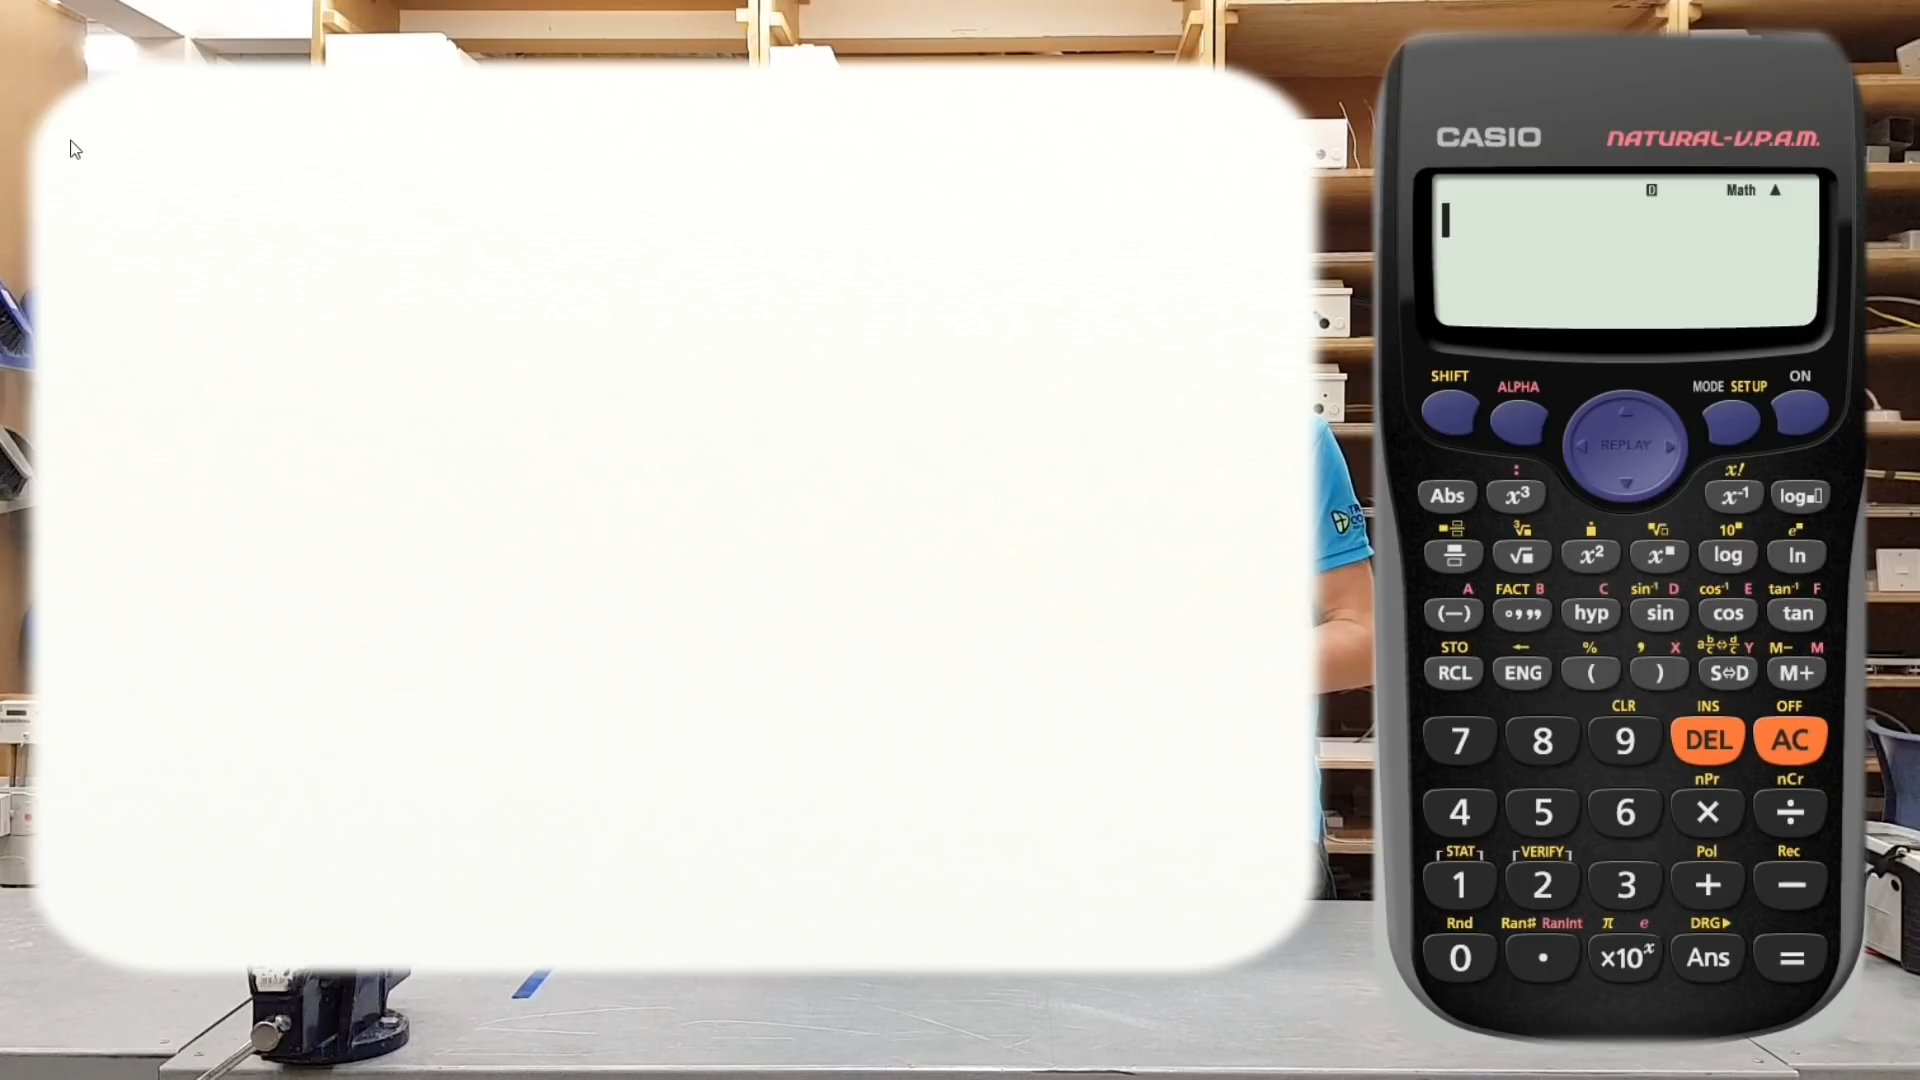 CASIO NATURAL-V.P.A.M.
D Math ▲
SHIFT ALPHA MODE SETUP ON
REPLAY
: x!
Abs x³ x⁻¹ log■▯
■⊟ ³√■ ■ ■√□ 10■ e■
⊟ √■ x² x■ log ln
A FACT B C sin⁻¹ D cos⁻¹ E tan⁻¹ F
(—) °,,, hyp sin cos tan
STO ← % , X a b/c⇔d/c Y M− M
RCL ENG ( ) S⇔D M+
CLR INS OFF
7 8 9 DEL AC
nPr nCr
4 5 6 × ÷
STAT VERIFY Pol Rec
1 2 3 + −
Rnd Ran# RanInt π e DRG▶
0 · ×10ˣ Ans =